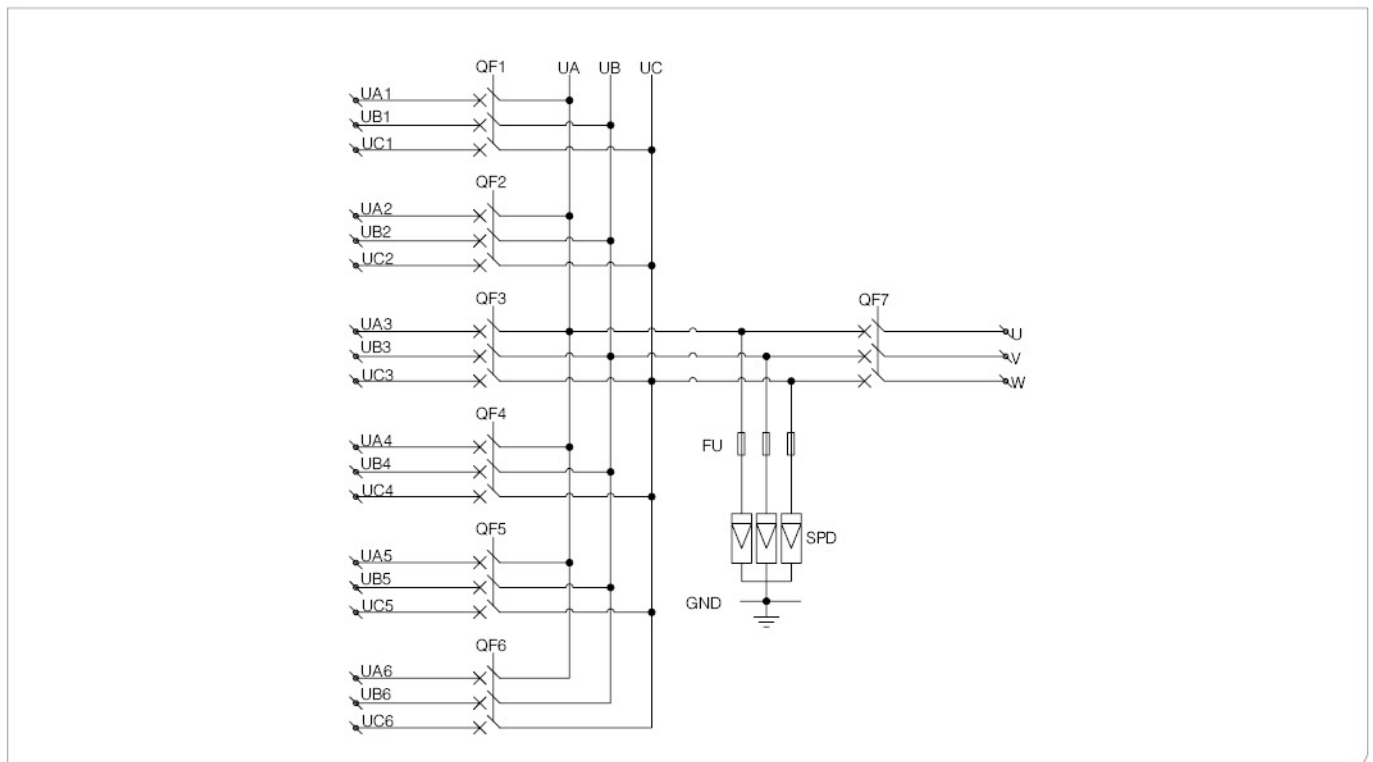 QF1 UA UB UC
UA1
UB1
UC1
QF2
UA2
UB2
UC2
QF3 QF7
UA3 U
UB3 V
UC3 W
QF4
UA4 FU
UB4
UC4
QF5 SPD
UA5
UB5
UC5 GND
QF6
UA6
UB6
UC6